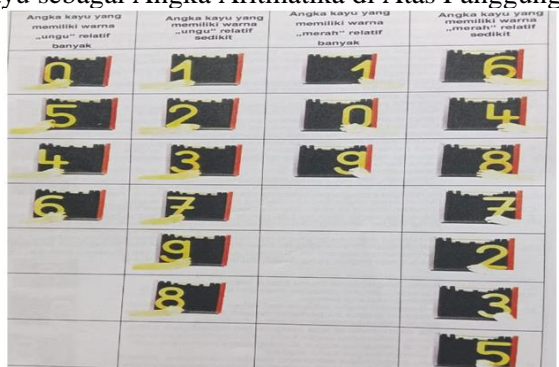 sebagai Angka Aritmatika di Atas Panggung
Angka kayu yang memiliki warna „ungu" relatif banyak
Angka kayu yang memiliki warna „ungu" relatif sedikit
Angka kayu yang memiliki warna „merah" relatif banyak
Angka kayu yang memiliki warna „merah" relatif sedikit
0 1 1 6
5 2 0 4
4 3 9 8
6 7 7
9 2
8 3
5